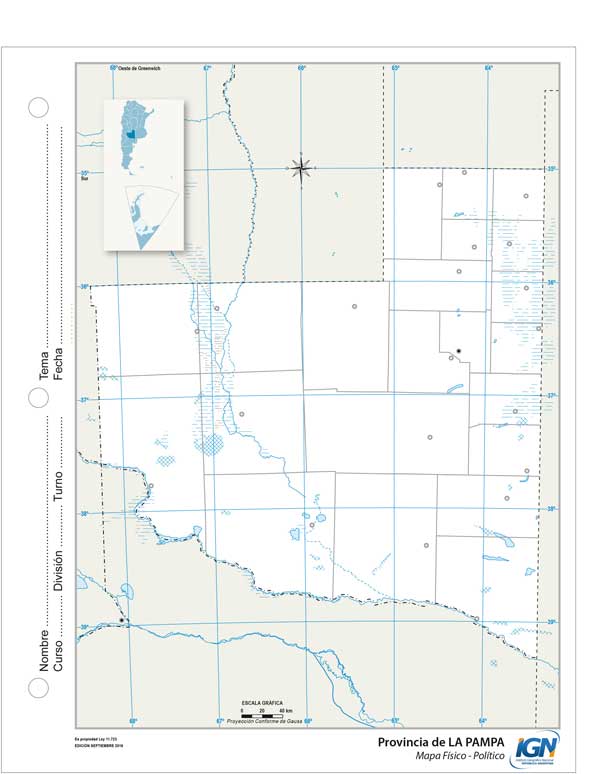 68° Oeste de Greenwich
67°
66°
65°
64°
35°
Sur
35°
36°
36°
37°
37°
38°
38°
39°
39°
Tema
Fecha
Nombre
Curso División Turno
ESCALA GRÁFICA
0 20 40 km
Proyección Conforme de Gauss
68°
67°
66°
65°
64°
Es propiedad Ley 11.723
EDICIÓN SEPTIEMBRE 2016
Provincia de LA PAMPA
Mapa Físico - Político
IGN
Instituto Geográfico Nacional
REPÚBLICA ARGENTINA